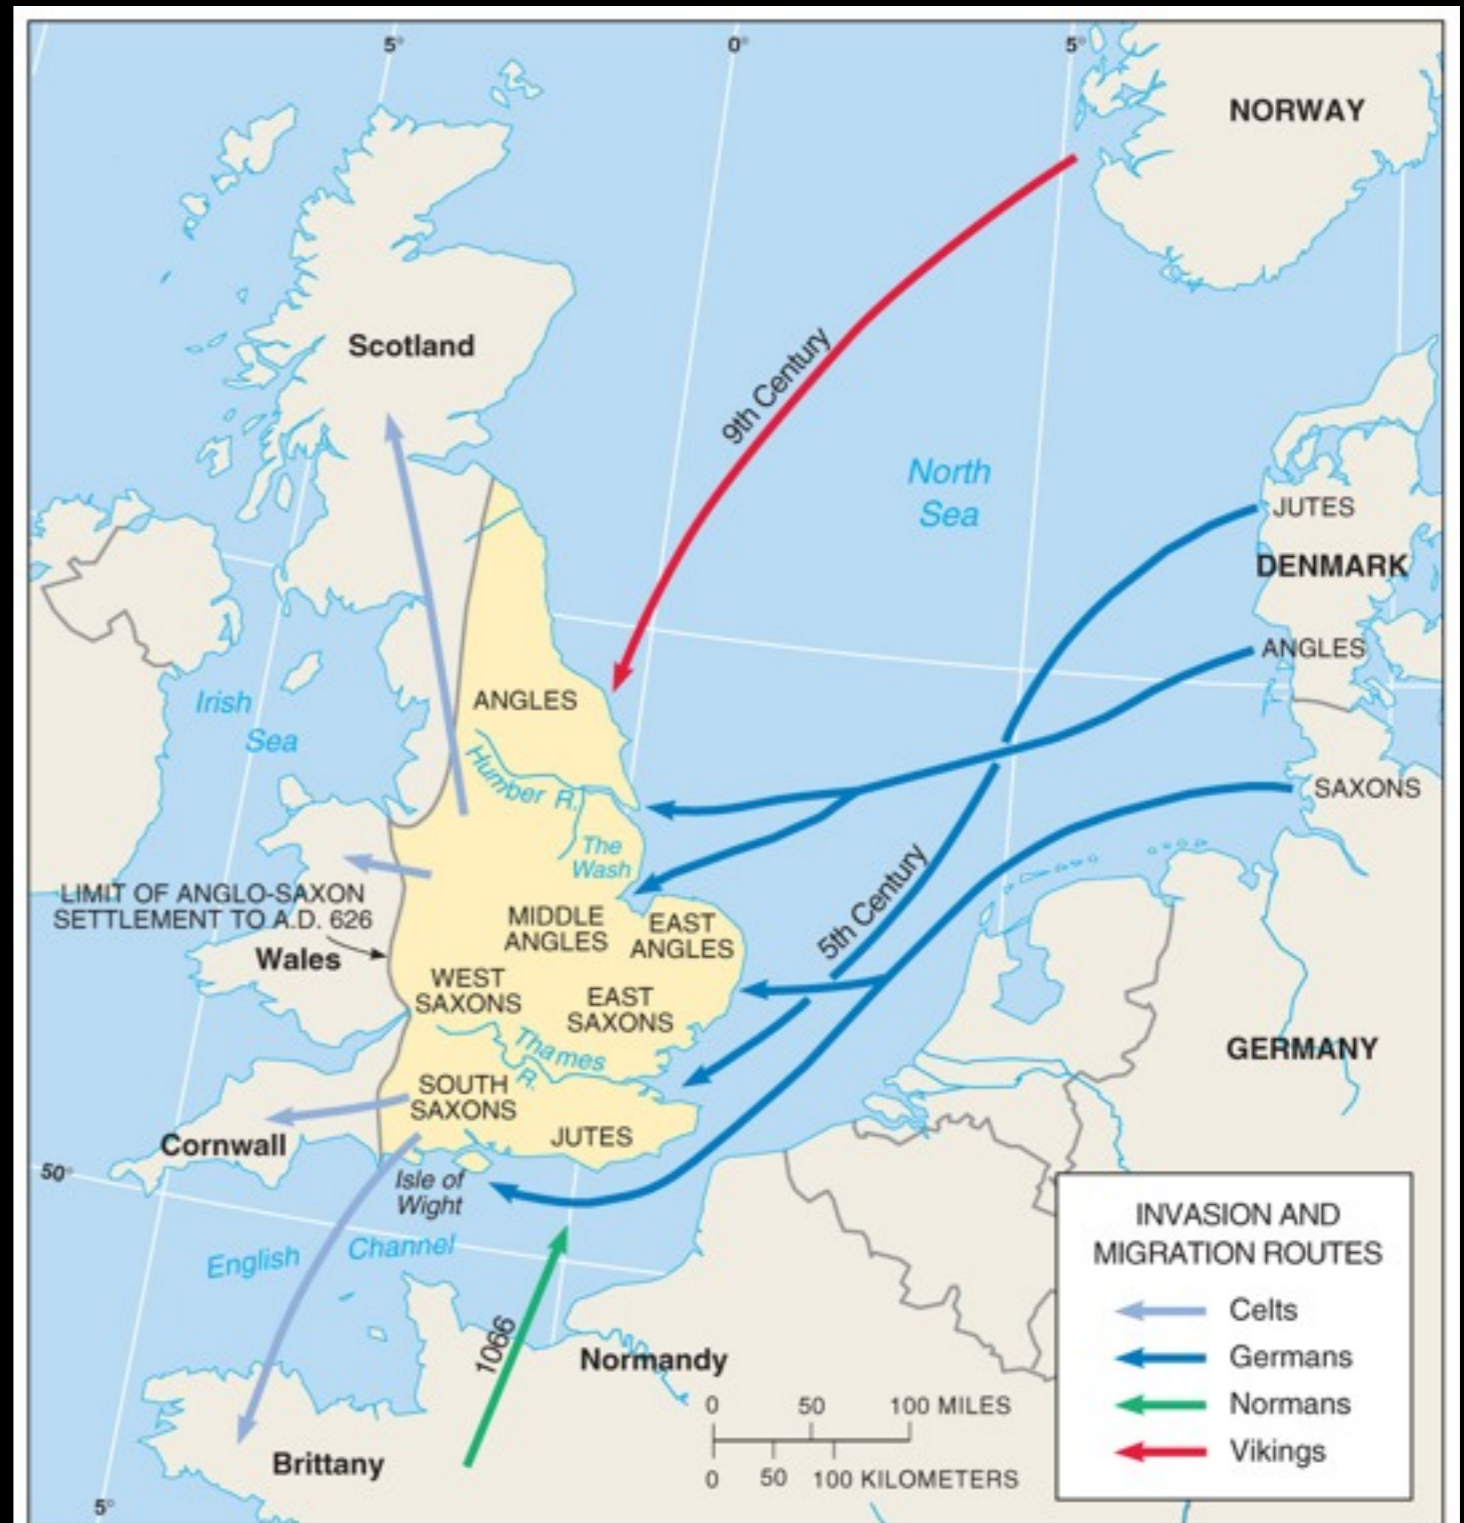 5°
0°
5°
NORWAY
Scotland
9th Century
North
Sea
JUTES
DENMARK
ANGLES
Irish
Sea
ANGLES
SAXONS
Humber R.
The
Wash
5th Century
LIMIT OF ANGLO-SAXON
SETTLEMENT TO A.D. 626
Wales
MIDDLE
ANGLES
EAST
ANGLES
WEST
SAXONS
EAST
SAXONS
Thames
R.
GERMANY
SOUTH
SAXONS
JUTES
Cornwall
50°
Isle of
Wight
English Channel
1066
Normandy
Brittany
5°
0 50 100 MILES
0 50 100 KILOMETERS
INVASION AND
MIGRATION ROUTES
Celts
Germans
Normans
Vikings